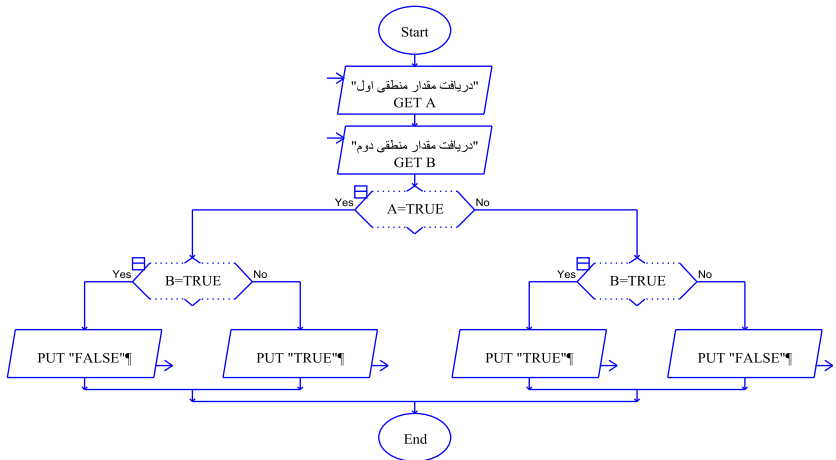 Start
"دریافت مقدار منطقی اول"
GET A
"دریافت مقدار منطقی دوم"
GET B
Yes
A=TRUE
No
Yes
B=TRUE
No
Yes
B=TRUE
No
PUT "FALSE"¶
PUT "TRUE"¶
PUT "TRUE"¶
PUT "FALSE"¶
End